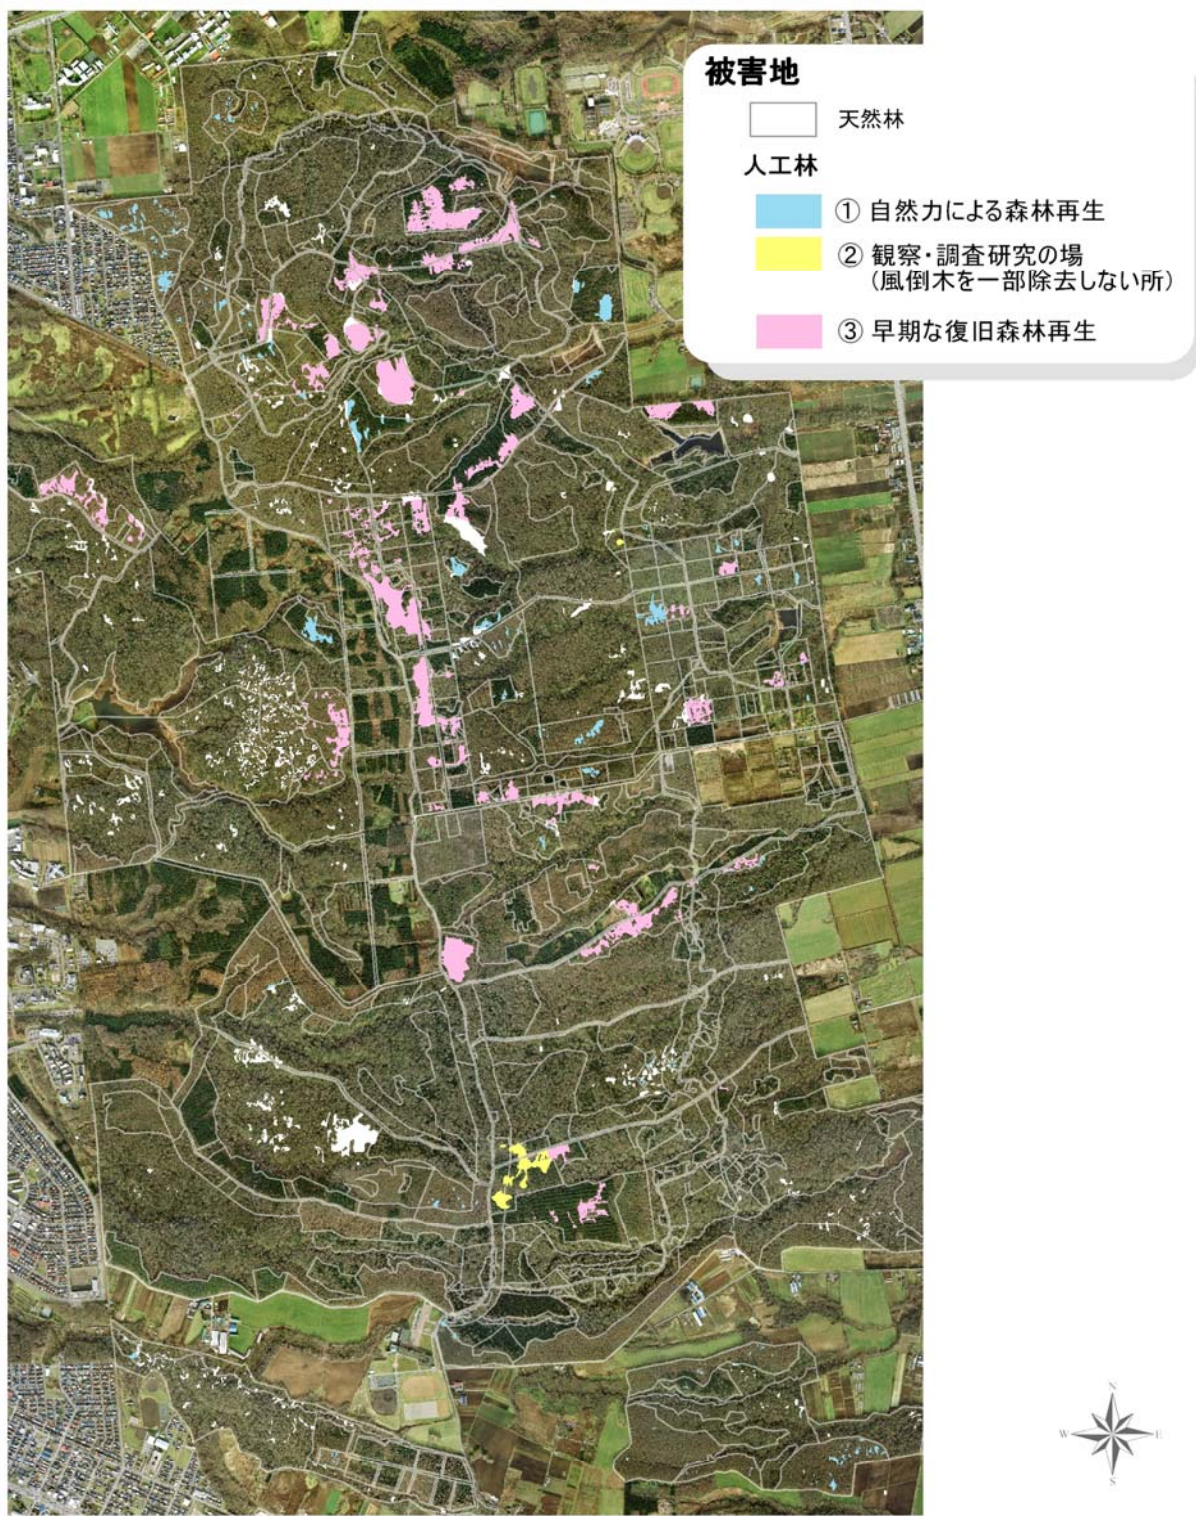 被害地
天然林
人工林
① 自然力による森林再生
② 観察・調査研究の場
(風倒木を一部除去しない所)
③ 早期な復旧森林再生
N
W E
S